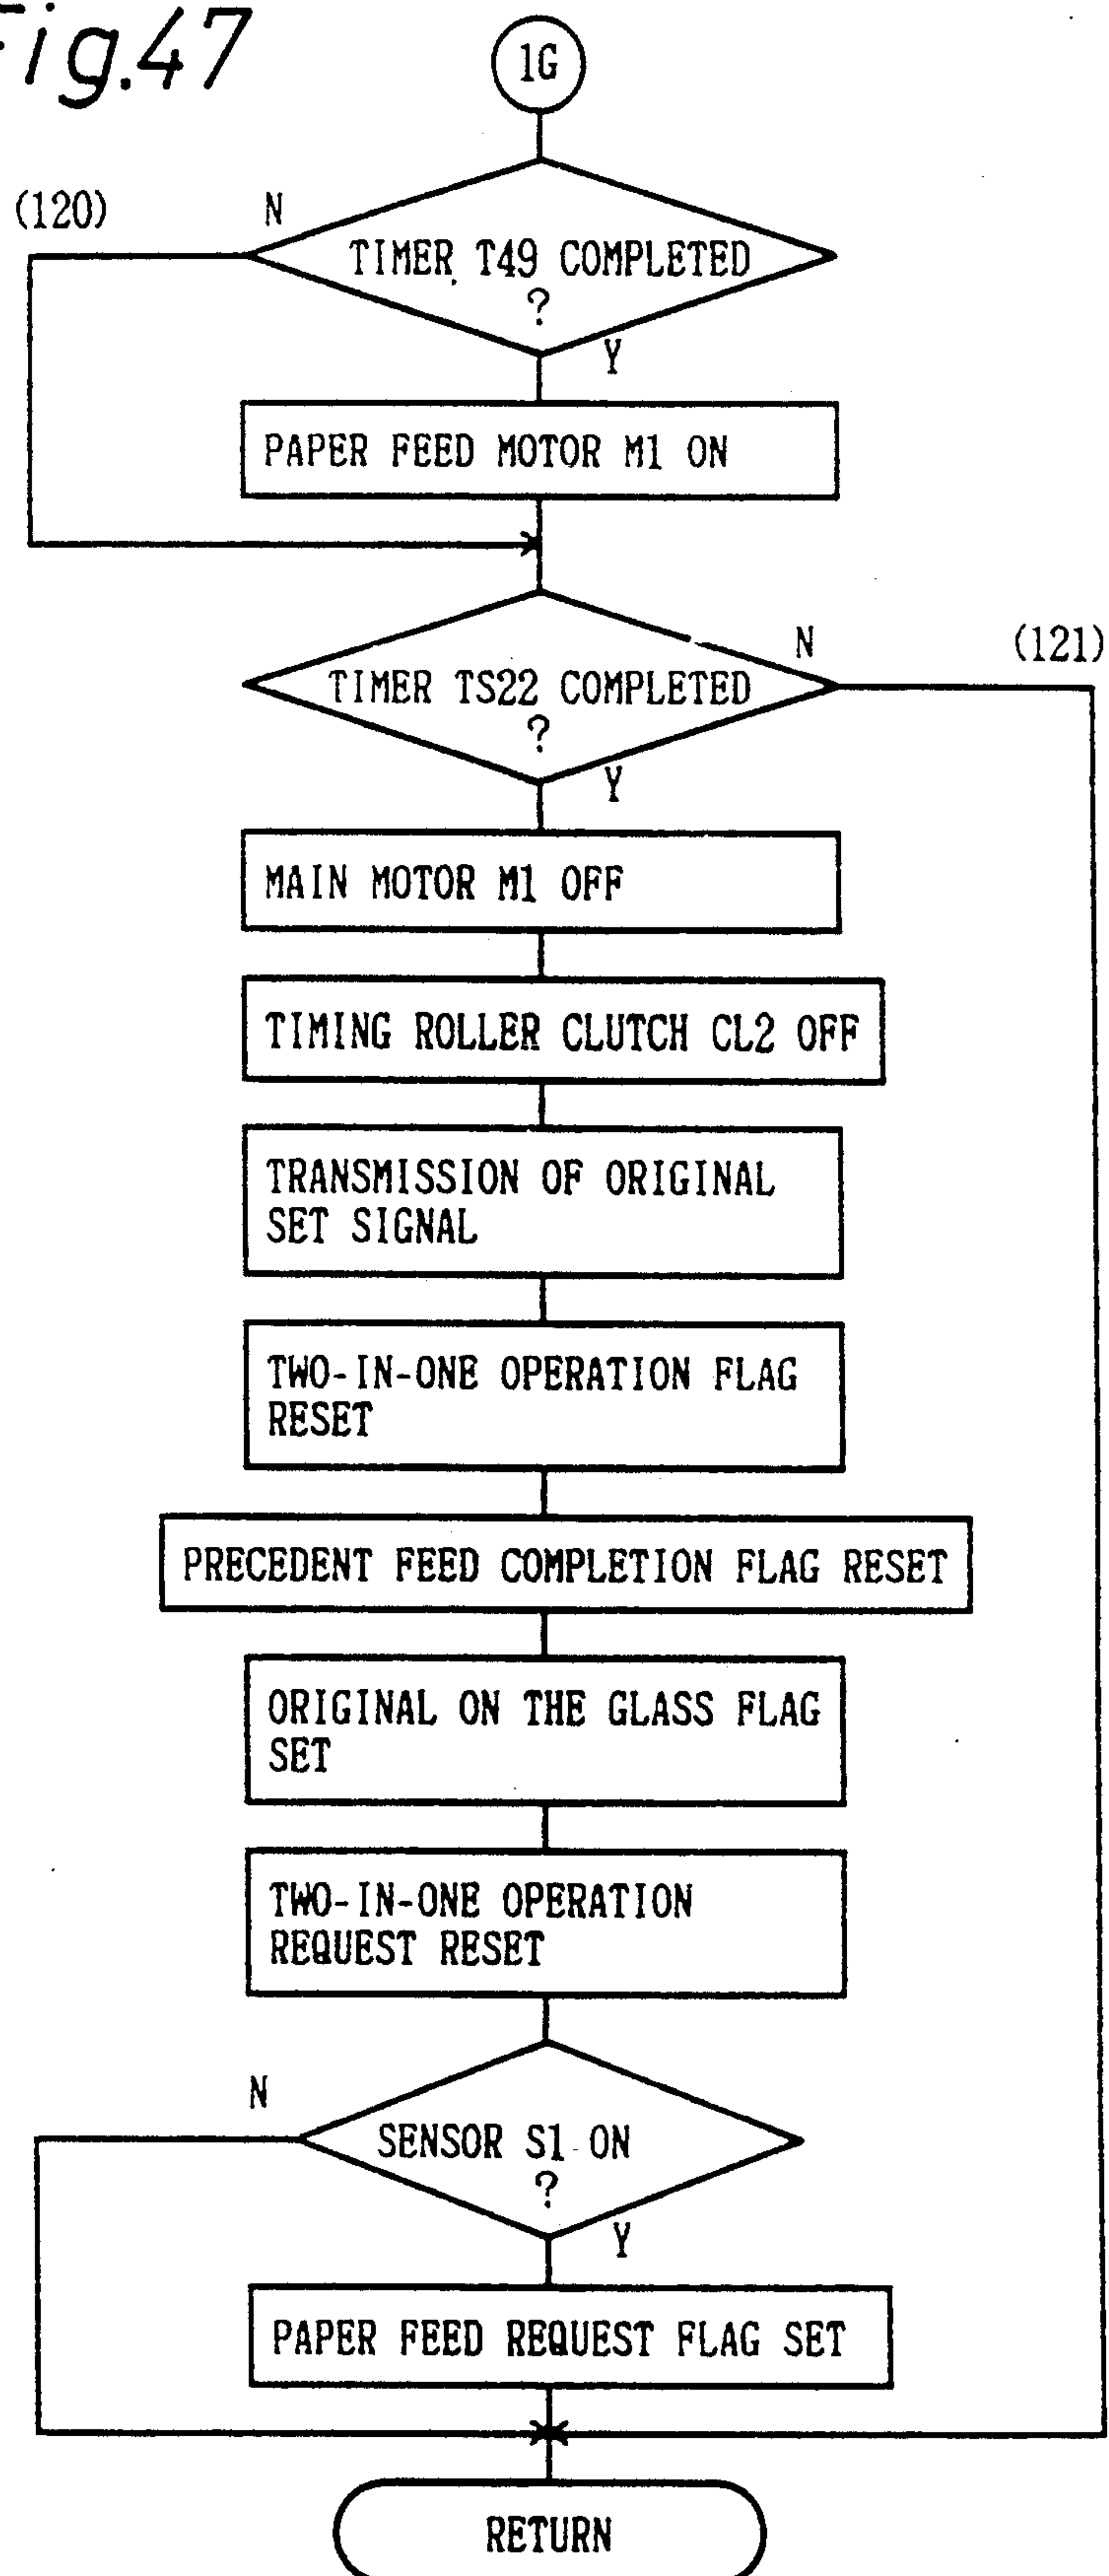 Fig.47
1G
(120)
N
TIMER T49 COMPLETED
?
Y
PAPER FEED MOTOR M1 ON
N
(121)
TIMER TS22 COMPLETED
?
Y
MAIN MOTOR M1 OFF
TIMING ROLLER CLUTCH CL2 OFF
TRANSMISSION OF ORIGINAL
SET SIGNAL
TWO-IN-ONE OPERATION FLAG
RESET
PRECEDENT FEED COMPLETION FLAG RESET
ORIGINAL ON THE GLASS FLAG
SET
TWO-IN-ONE OPERATION
REQUEST RESET
N
SENSOR S1 ON
?
Y
PAPER FEED REQUEST FLAG SET
RETURN